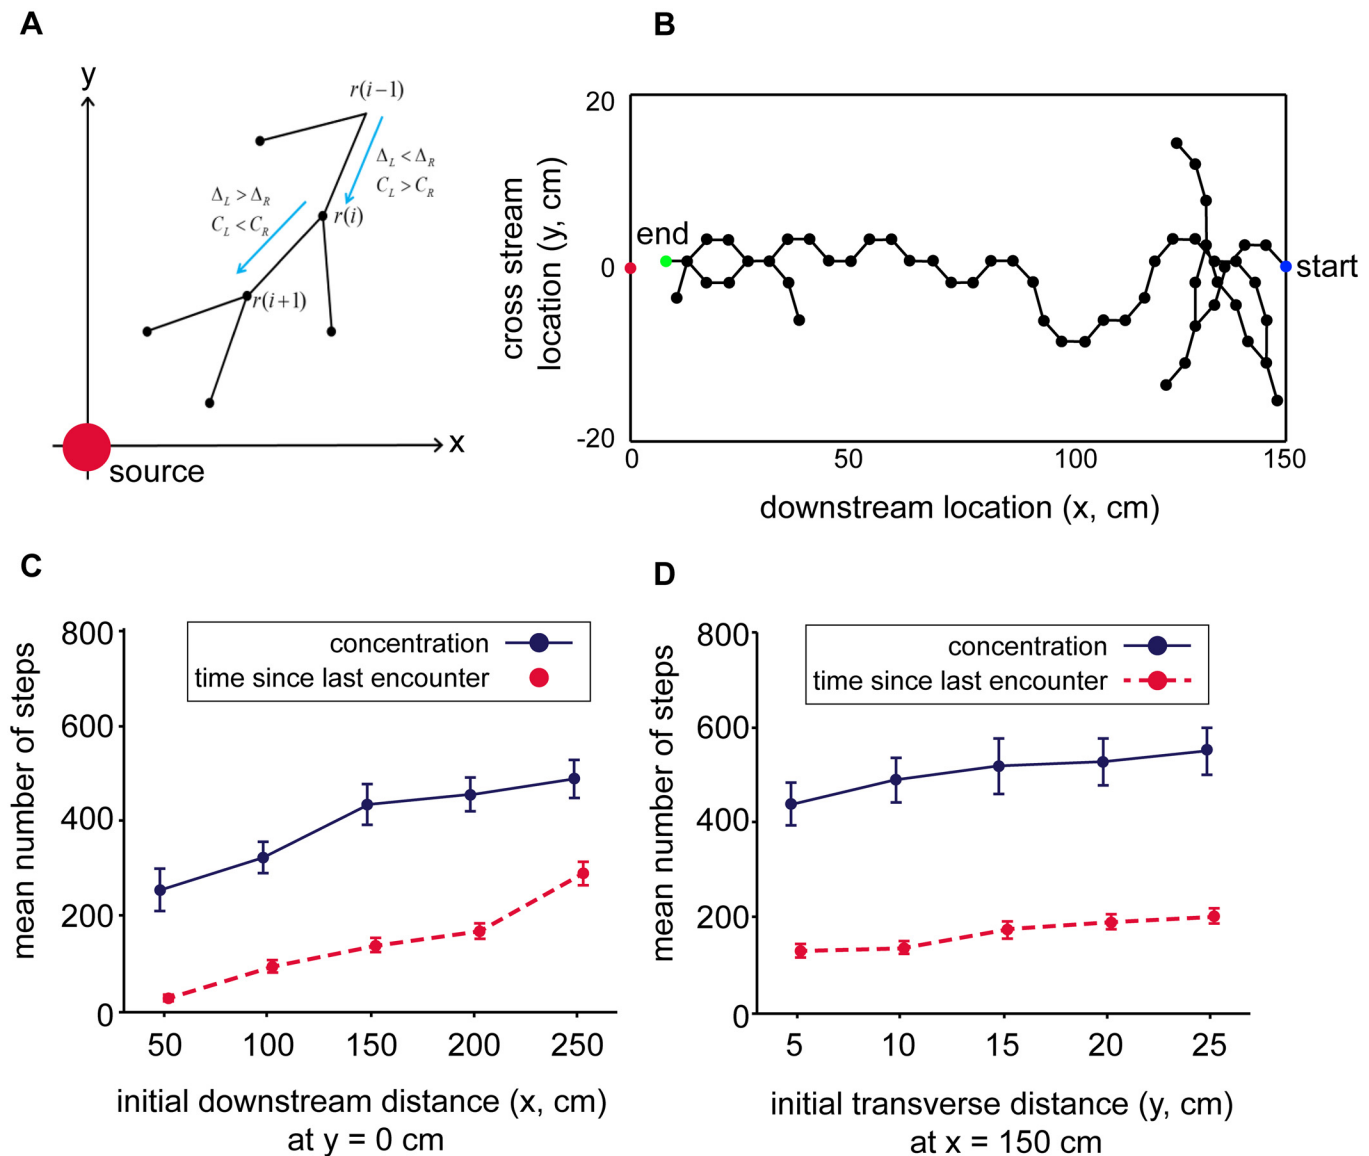 A
y
r(i−1)
Δ_L < Δ_R
C_L > C_R
Δ_L > Δ_R
C_L < C_R
r(i)
r(i+1)
x
source
B
20
0
-20
cross stream
location (y, cm)
end
start
0
50
100
150
downstream location (x, cm)
C
800
600
400
200
0
mean number of steps
concentration
time since last encounter
50
100
150
200
250
initial downstream distance (x, cm)
at y = 0 cm
D
800
600
400
200
0
mean number of steps
concentration
time since last encounter
5
10
15
20
25
initial transverse distance (y, cm)
at x = 150 cm